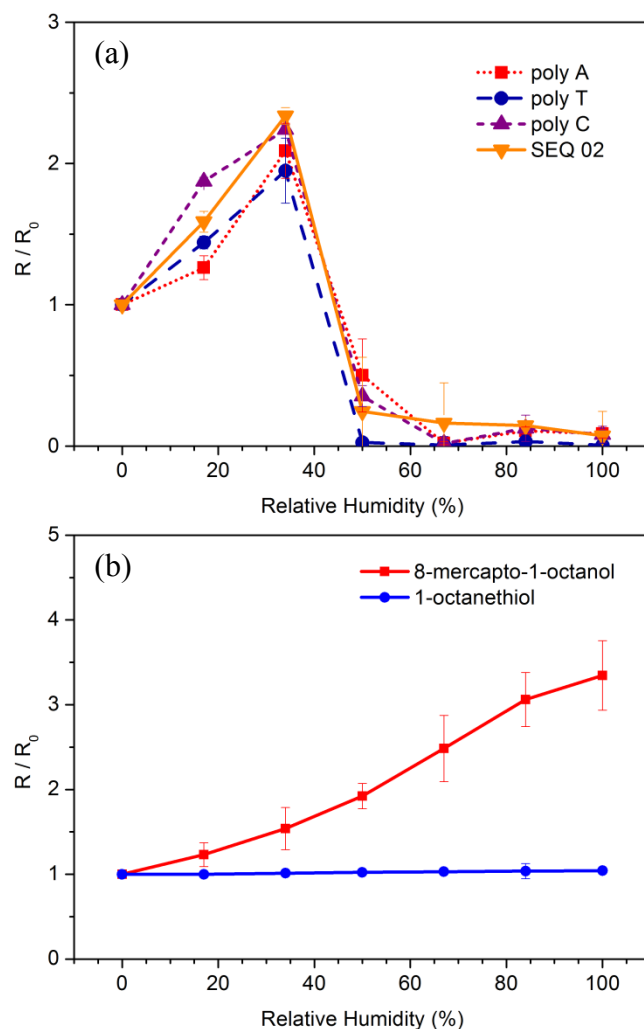 (a)
poly A
poly T
poly C
SEQ 02
3
2
1
0
R / R0
0 20 40 60 80 100
Relative Humidity (%)
(b)
8-mercapto-1-octanol
1-octanethiol
5
4
3
2
1
0
R / R0
0 20 40 60 80 100
Relative Humidity (%)